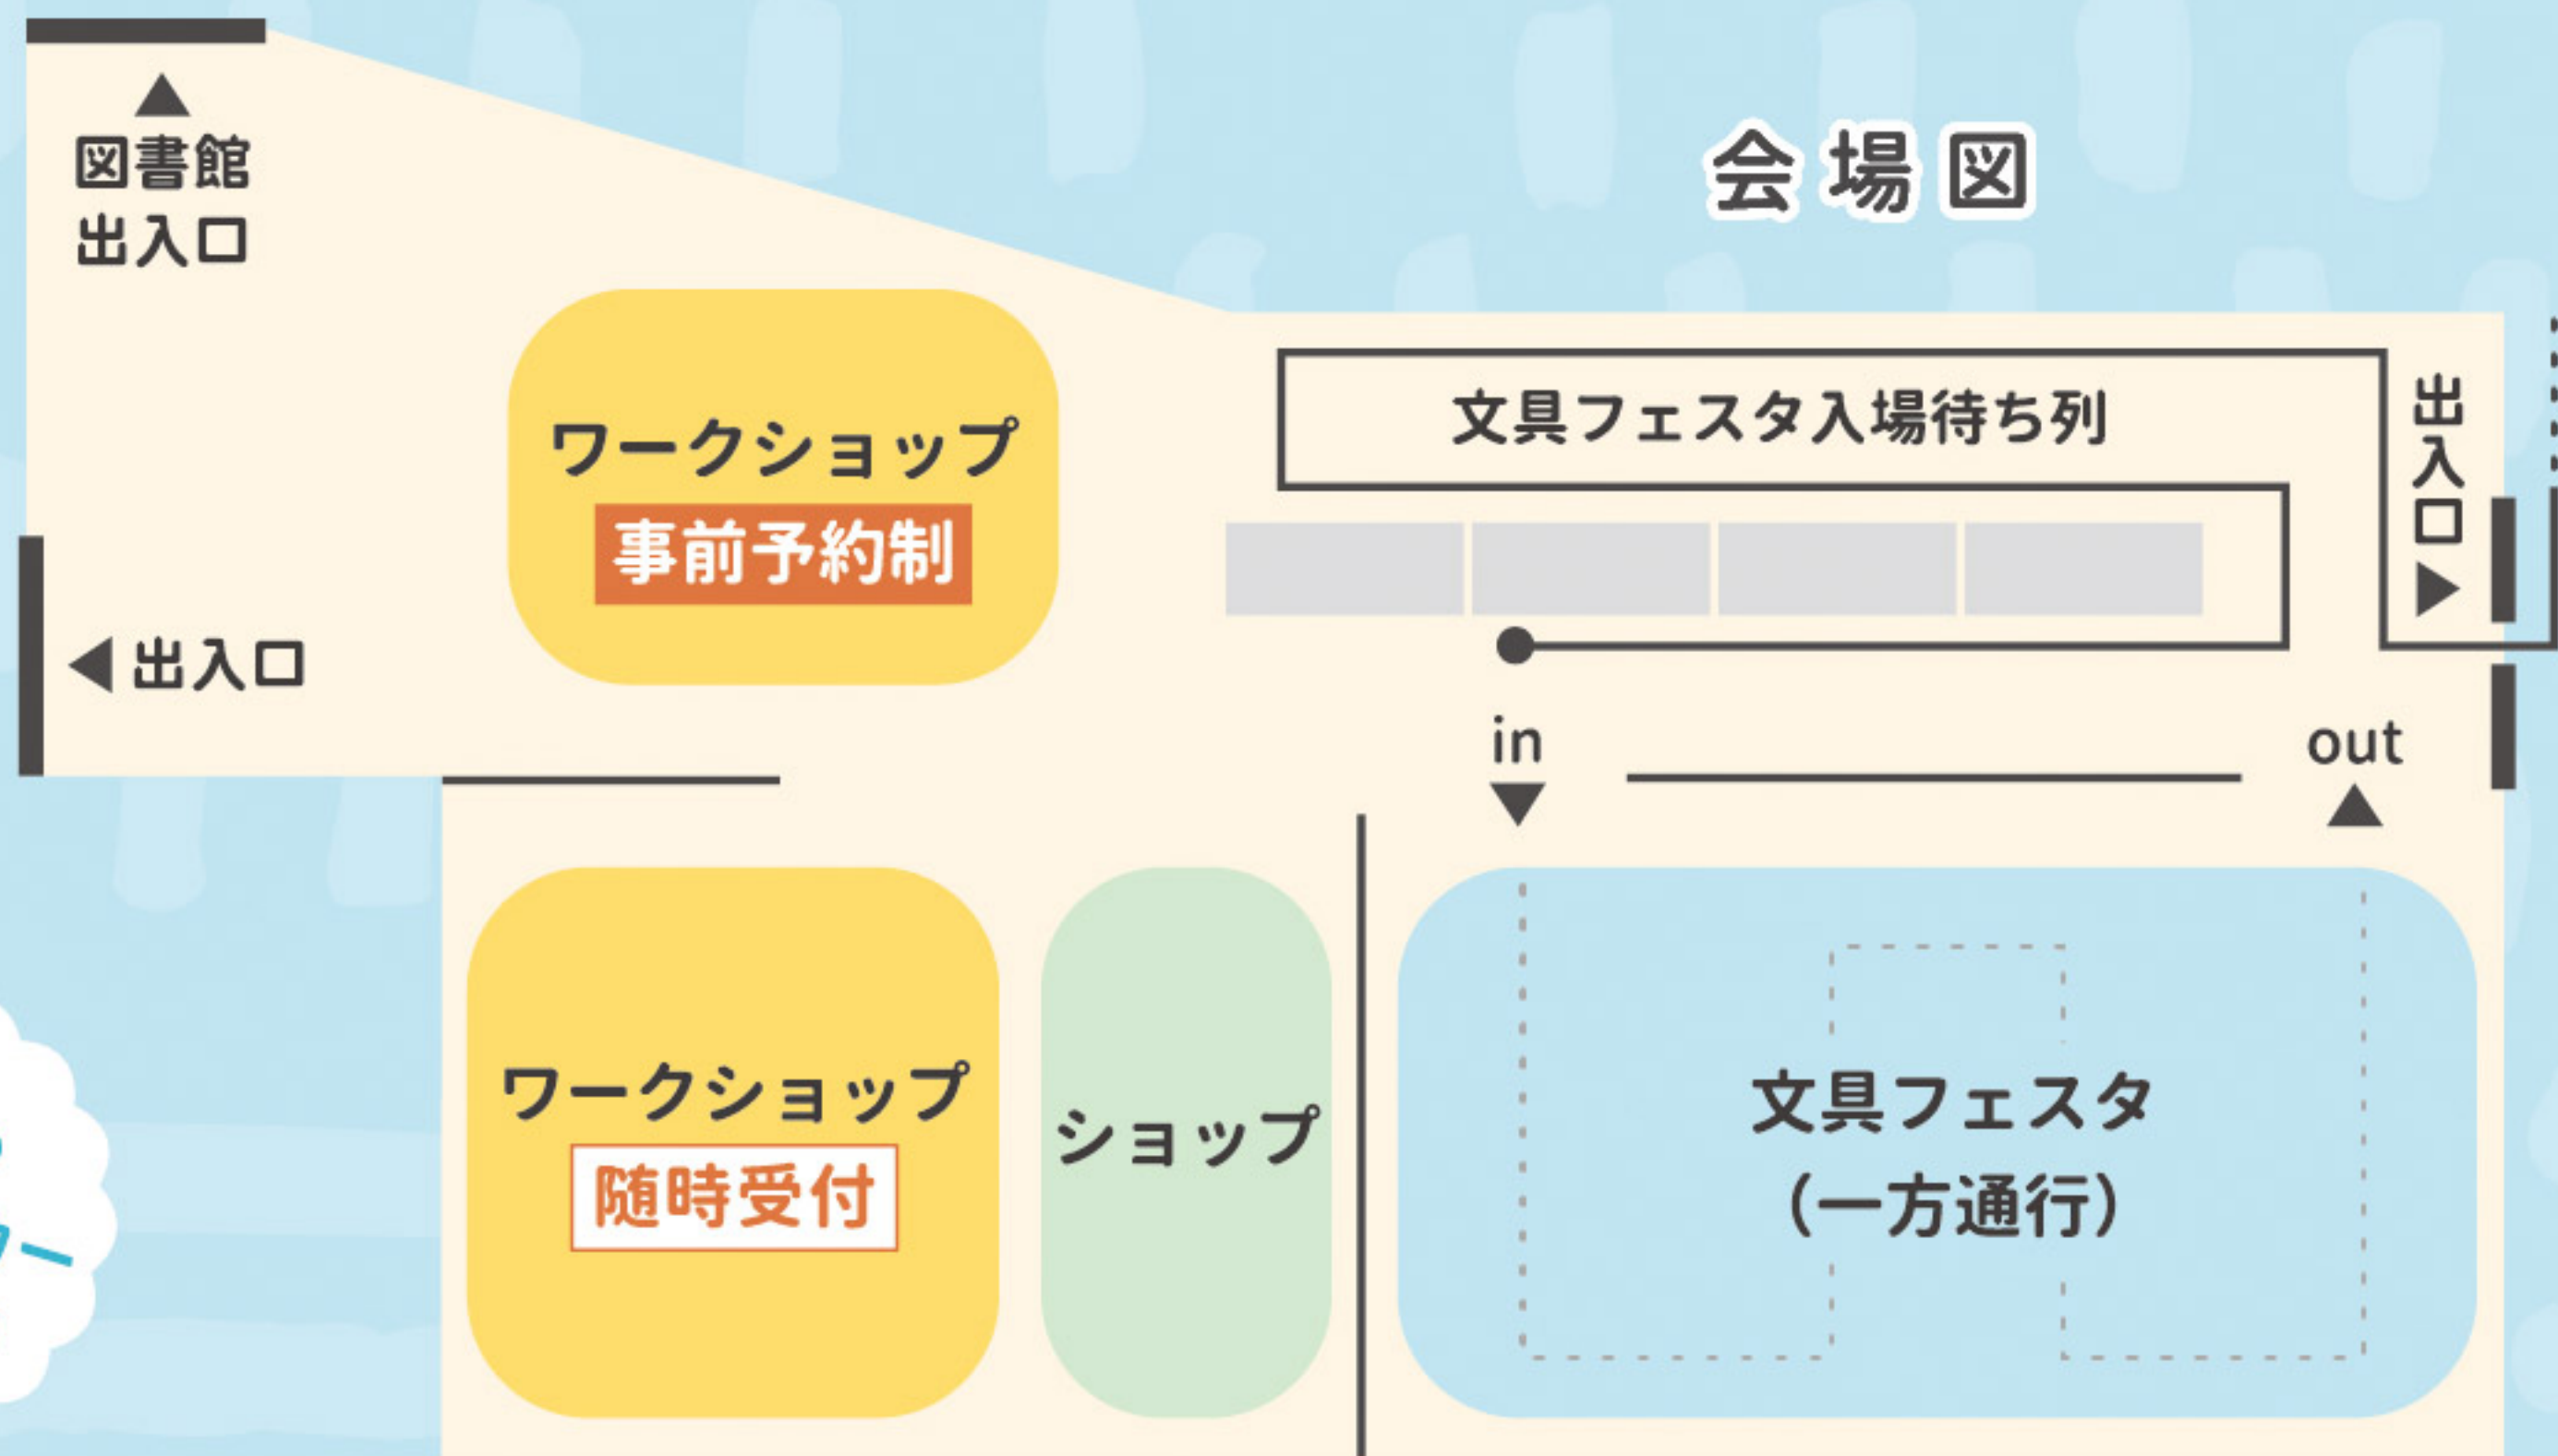 会場図
図書館
出入口
ワークショップ
事前予約制
文具フェスタ入場待ち列
出入口
出入口
in
out
ワークショップ
随時受付
ショップ
文具フェスタ
（一方通行）